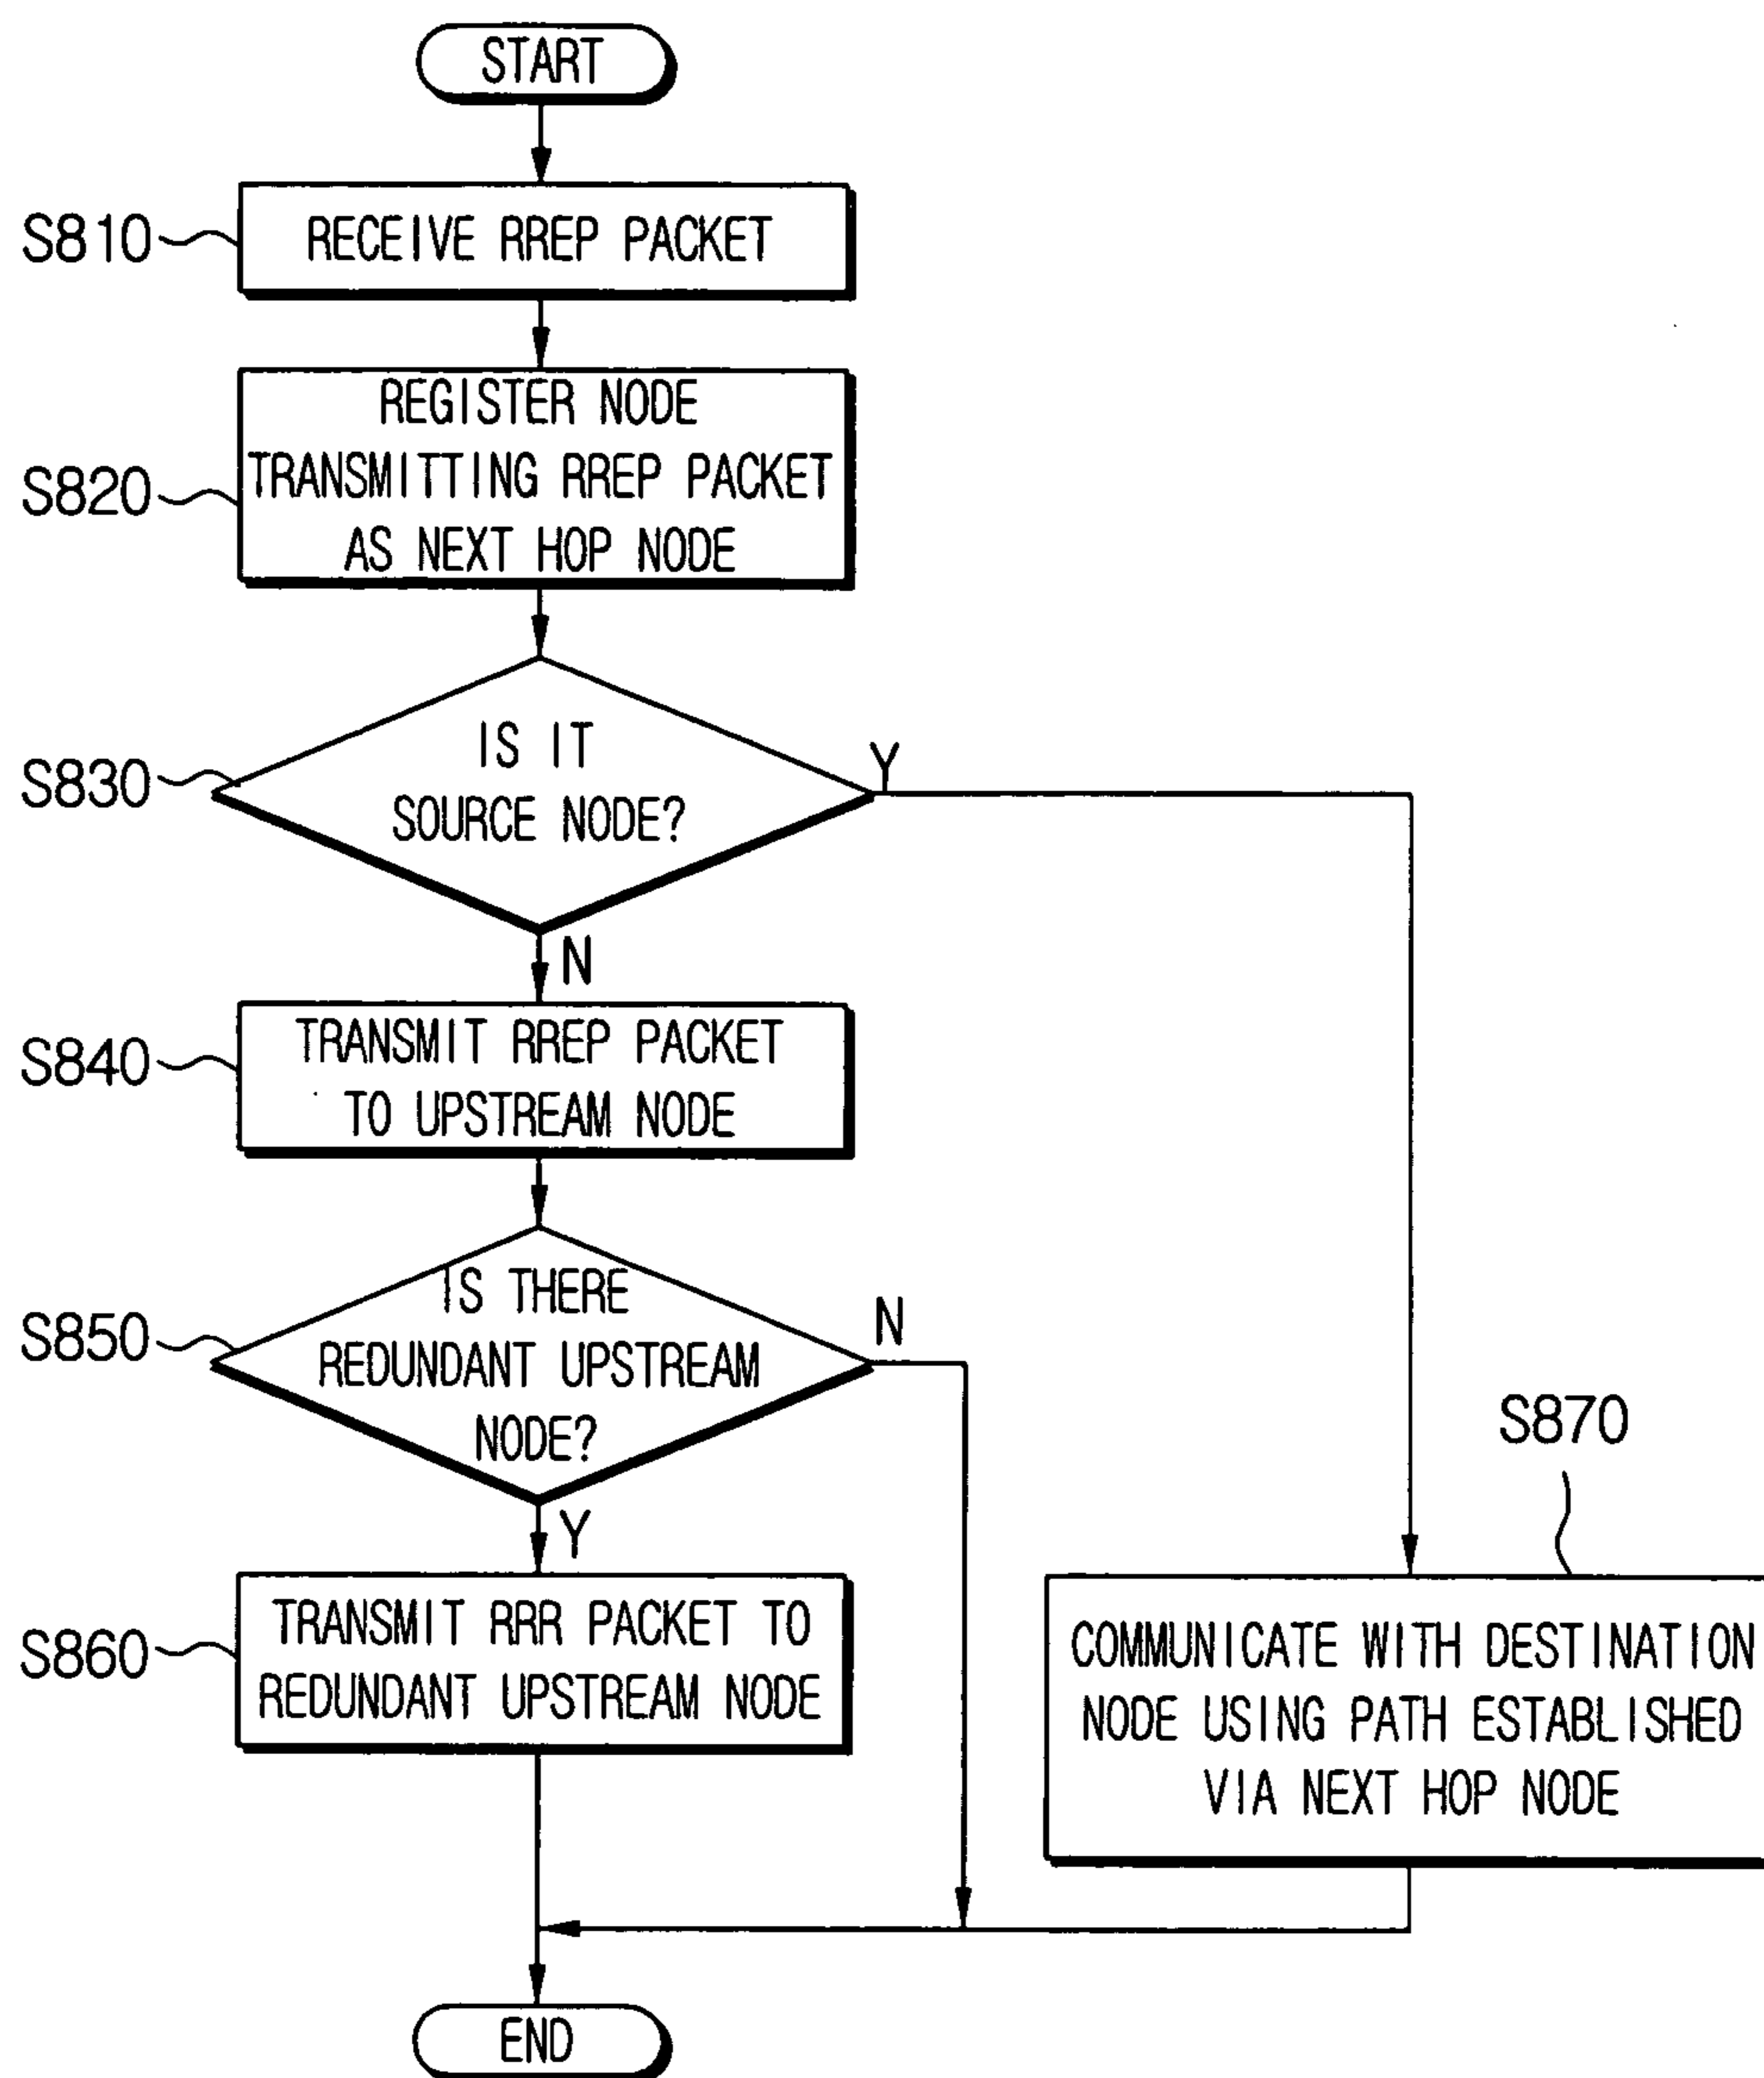 START
S810
RECEIVE RREP PACKET
S820
REGISTER NODE
TRANSMITTING RREP PACKET
AS NEXT HOP NODE
S830
IS IT
SOURCE NODE?
Y
N
S840
TRANSMIT RREP PACKET
TO UPSTREAM NODE
S850
IS THERE
REDUNDANT UPSTREAM
NODE?
N
Y
S860
TRANSMIT RRR PACKET TO
REDUNDANT UPSTREAM NODE
S870
COMMUNICATE WITH DESTINATION
NODE USING PATH ESTABLISHED
VIA NEXT HOP NODE
END